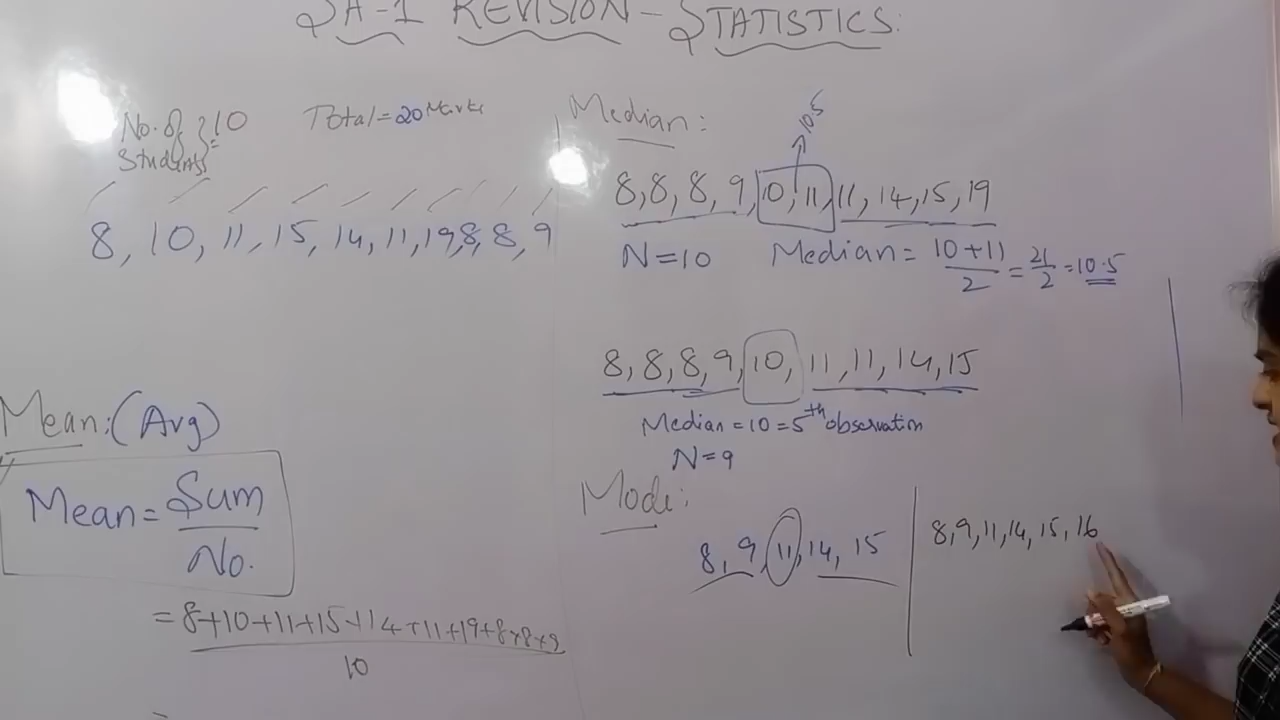 SA-1 REVISION - STATISTICS:
No. of Students } = 10
Total = 20 Marks
8, 10, 11, 15, 14, 11, 19, 8, 8, 9
Mean: (Avg)
Mean = Sum / No.
= 8+10+11+15+14+11+19+8+8+9 / 10
Median:
10.5
8, 8, 8, 9, 10, 11, 11, 14, 15, 19
N = 10 Median = 10+11 / 2 = 21 / 2 = 10.5
8, 8, 8, 9, 10, 11, 11, 14, 15
Median = 10 = 5th observation
N = 9
Mode:
8, 9, 11, 14, 15
8, 9, 11, 14, 15, 16